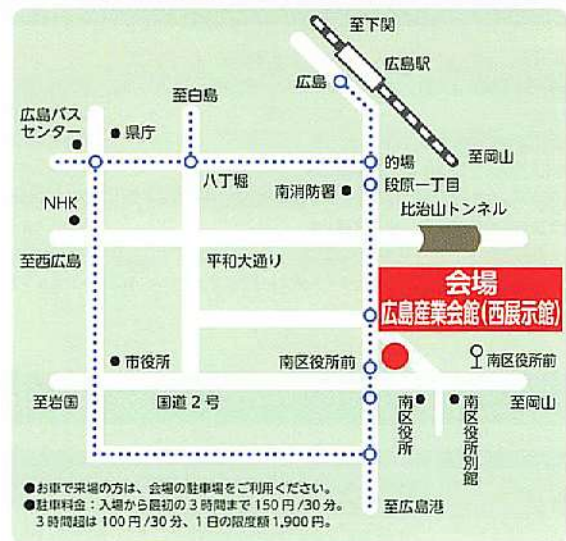 至下関
広島駅
広島
至白島
広島バス
センター
県庁
至岡山
的場
八丁堀
段原一丁目
南消防署
NHK
比治山トンネル
至西広島
平和大通り
会場
広島産業会館(西展示館)
市役所
南区役所前
南区役所前
至岩国
国道2号
南区役所
南区役所別館
至岡山
●お車で来場の方は、会場の駐車場をご利用ください。
●駐車料金：入場から最初の3時間まで150円/30分。
3時間超は100円/30分、1日の限度額1,900円。
至広島港